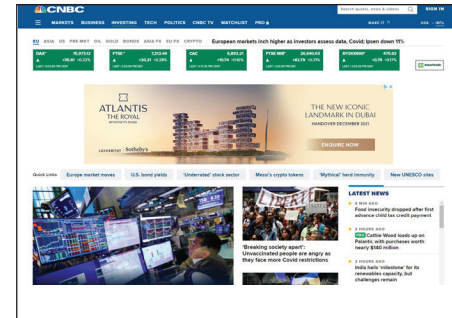 CNBC
Search quotes, news & videos
SIGN IN
MARKETS BUSINESS INVESTING TECH POLITICS CNBC TV WATCHLIST PRO
MAKE IT
USA · INTL
EU ASIA US PRE-MKT OIL GOLD BONDS ASIA FX EU FX CRYPTO European markets inch higher as investors assess data, Covid; Ipsen down 11%
DAX*
FTSE*
CAC
FTSE MIB*
STOXX600*
ATLANTIS
THE ROYAL
Sotheby's
THE NEW ICONIC
LANDMARK IN DUBAI
HANDOVER DECEMBER 2021
ENQUIRE NOW
Quick Links Europe market moves U.S. bond yields 'Underrated' stock sector Messi's crypto tokens 'Mythical' herd immunity New UNESCO sites
'Breaking society apart':
Unvaccinated people are angry as
they face more Covid restrictions
LATEST NEWS
5 MIN AGO
Food insecurity dropped after first
advance child tax credit payment
2 HOURS AGO
PRO Cathie Wood loads up on
Palantir, with purchases worth
nearly $140 million
2 HOURS AGO
India hails 'milestone' for its
renewables capacity, but
challenges remain